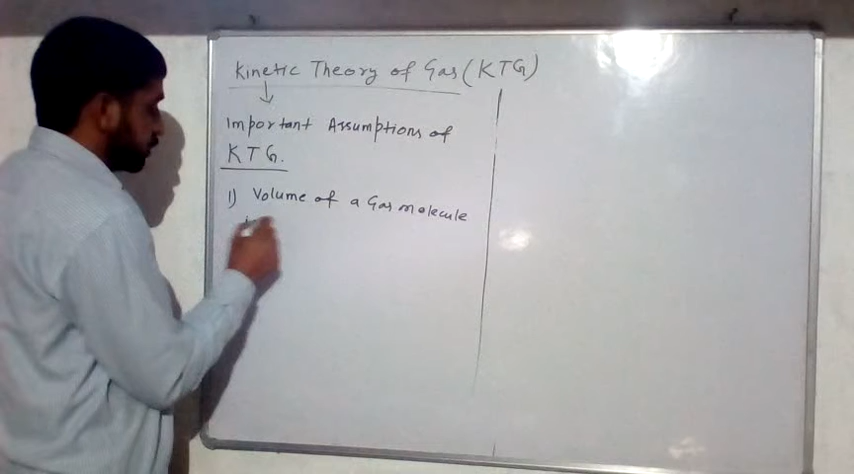 Kinetic Theory of Gas (KTG)
Important Assumptions of
KTG.
1) Volume of a Gas molecule